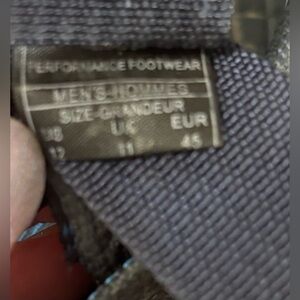 PERFORMANCE FOOTWEAR
MEN'S-HOMMES
SIZE-GRANDEUR
US UK EUR
12 11 45